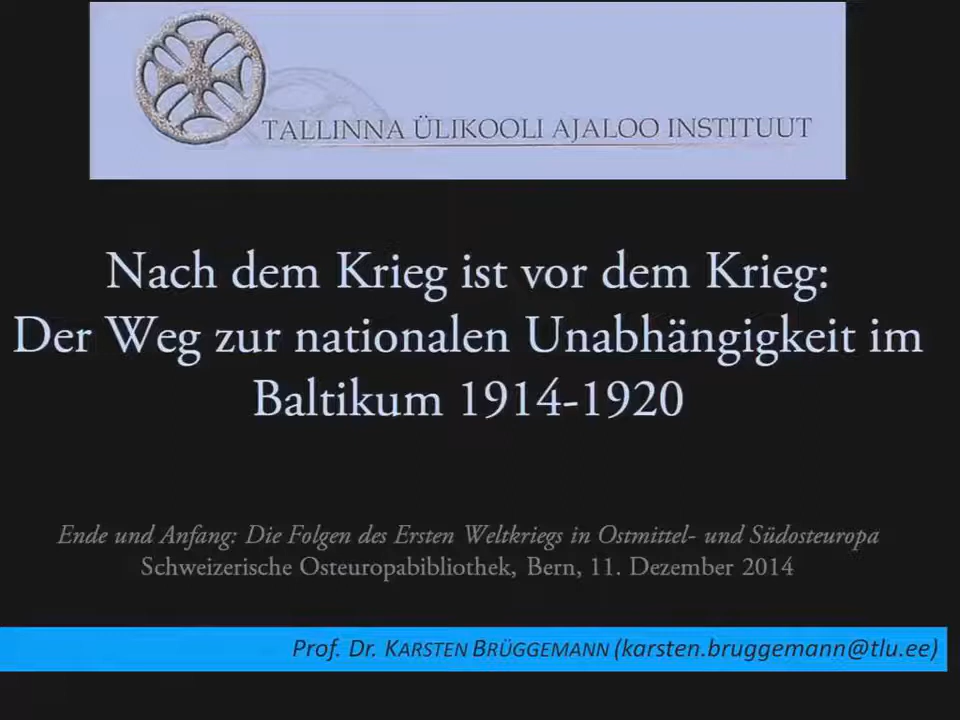 TALLINNA ÜLIKOOLI AJALOO INSTITUUT
Nach dem Krieg ist vor dem Krieg:
Der Weg zur nationalen Unabhängigkeit im
Baltikum 1914-1920
Ende und Anfang: Die Folgen des Ersten Weltkriegs in Ostmittel- und Südosteuropa
Schweizerische Osteuropabibliothek, Bern, 11. Dezember 2014
Prof. Dr. KARSTEN BRÜGGEMANN (karsten.bruggemann@tlu.ee)